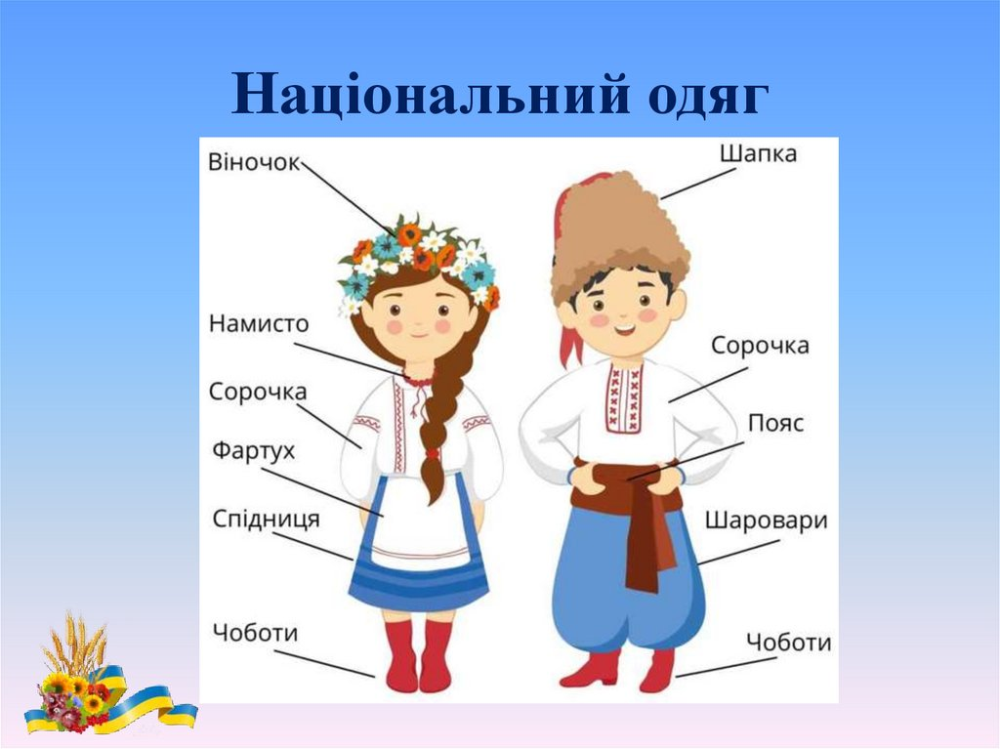 Національний одяг
Віночок
Намисто
Сорочка
Фартух
Спідниця
Чоботи
Шапка
Сорочка
Пояс
Шаровари
Чоботи